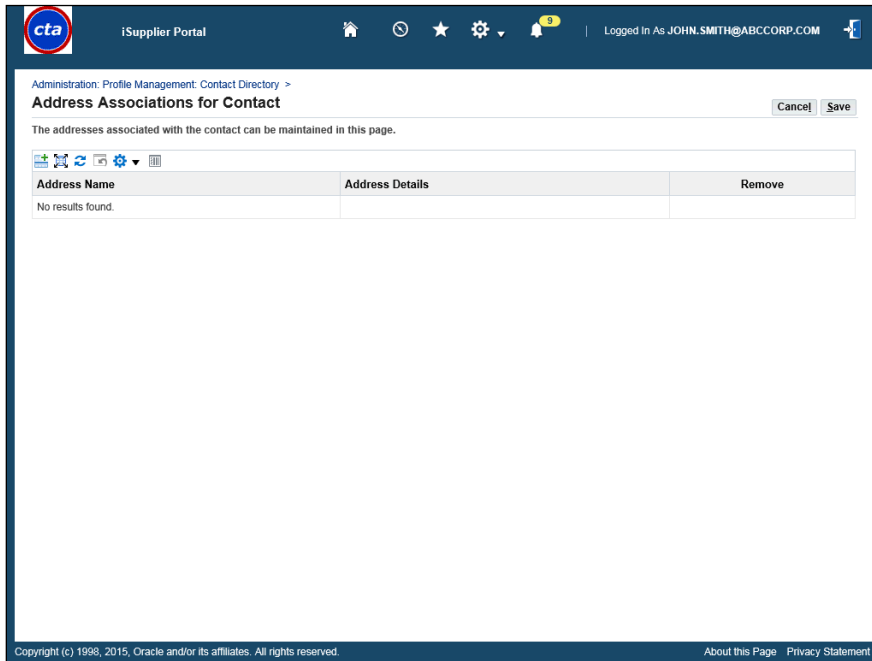 cta
iSupplier Portal
9
| Logged In As JOHN.SMITH@ABCCORP.COM
Administration: Profile Management: Contact Directory >
Address Associations for Contact
Cancel Save
The addresses associated with the contact can be maintained in this page.
Address Name Address Details Remove
No results found.
Copyright (c) 1998, 2015, Oracle and/or its affiliates. All rights reserved. About this Page Privacy Statement